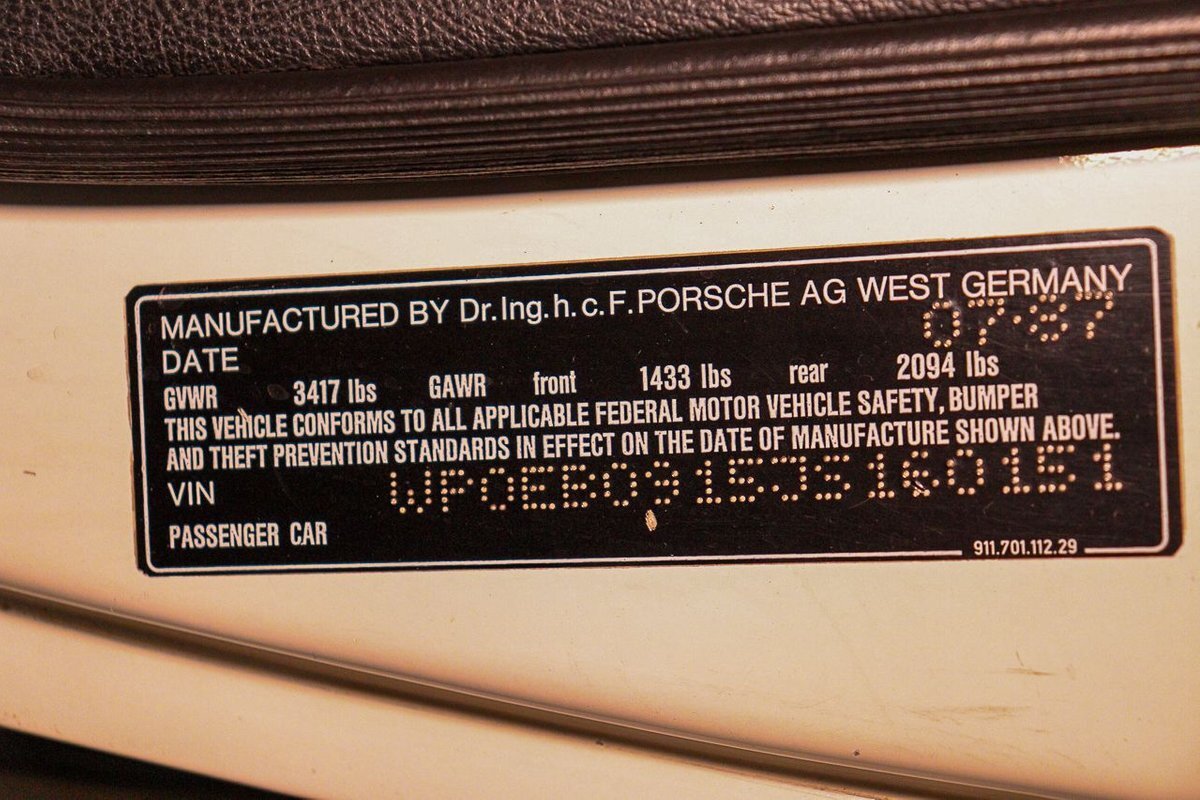 MANUFACTURED BY Dr.Ing.h.c.F.PORSCHE AG WEST GERMANY
DATE 07·87
GVWR 3417 lbs GAWR front 1433 lbs rear 2094 lbs
THIS VEHICLE CONFORMS TO ALL APPLICABLE FEDERAL MOTOR VEHICLE SAFETY, BUMPER
AND THEFT PREVENTION STANDARDS IN EFFECT ON THE DATE OF MANUFACTURE SHOWN ABOVE.
VIN WP0EB0915JS160151
PASSENGER CAR
911.701.112.29